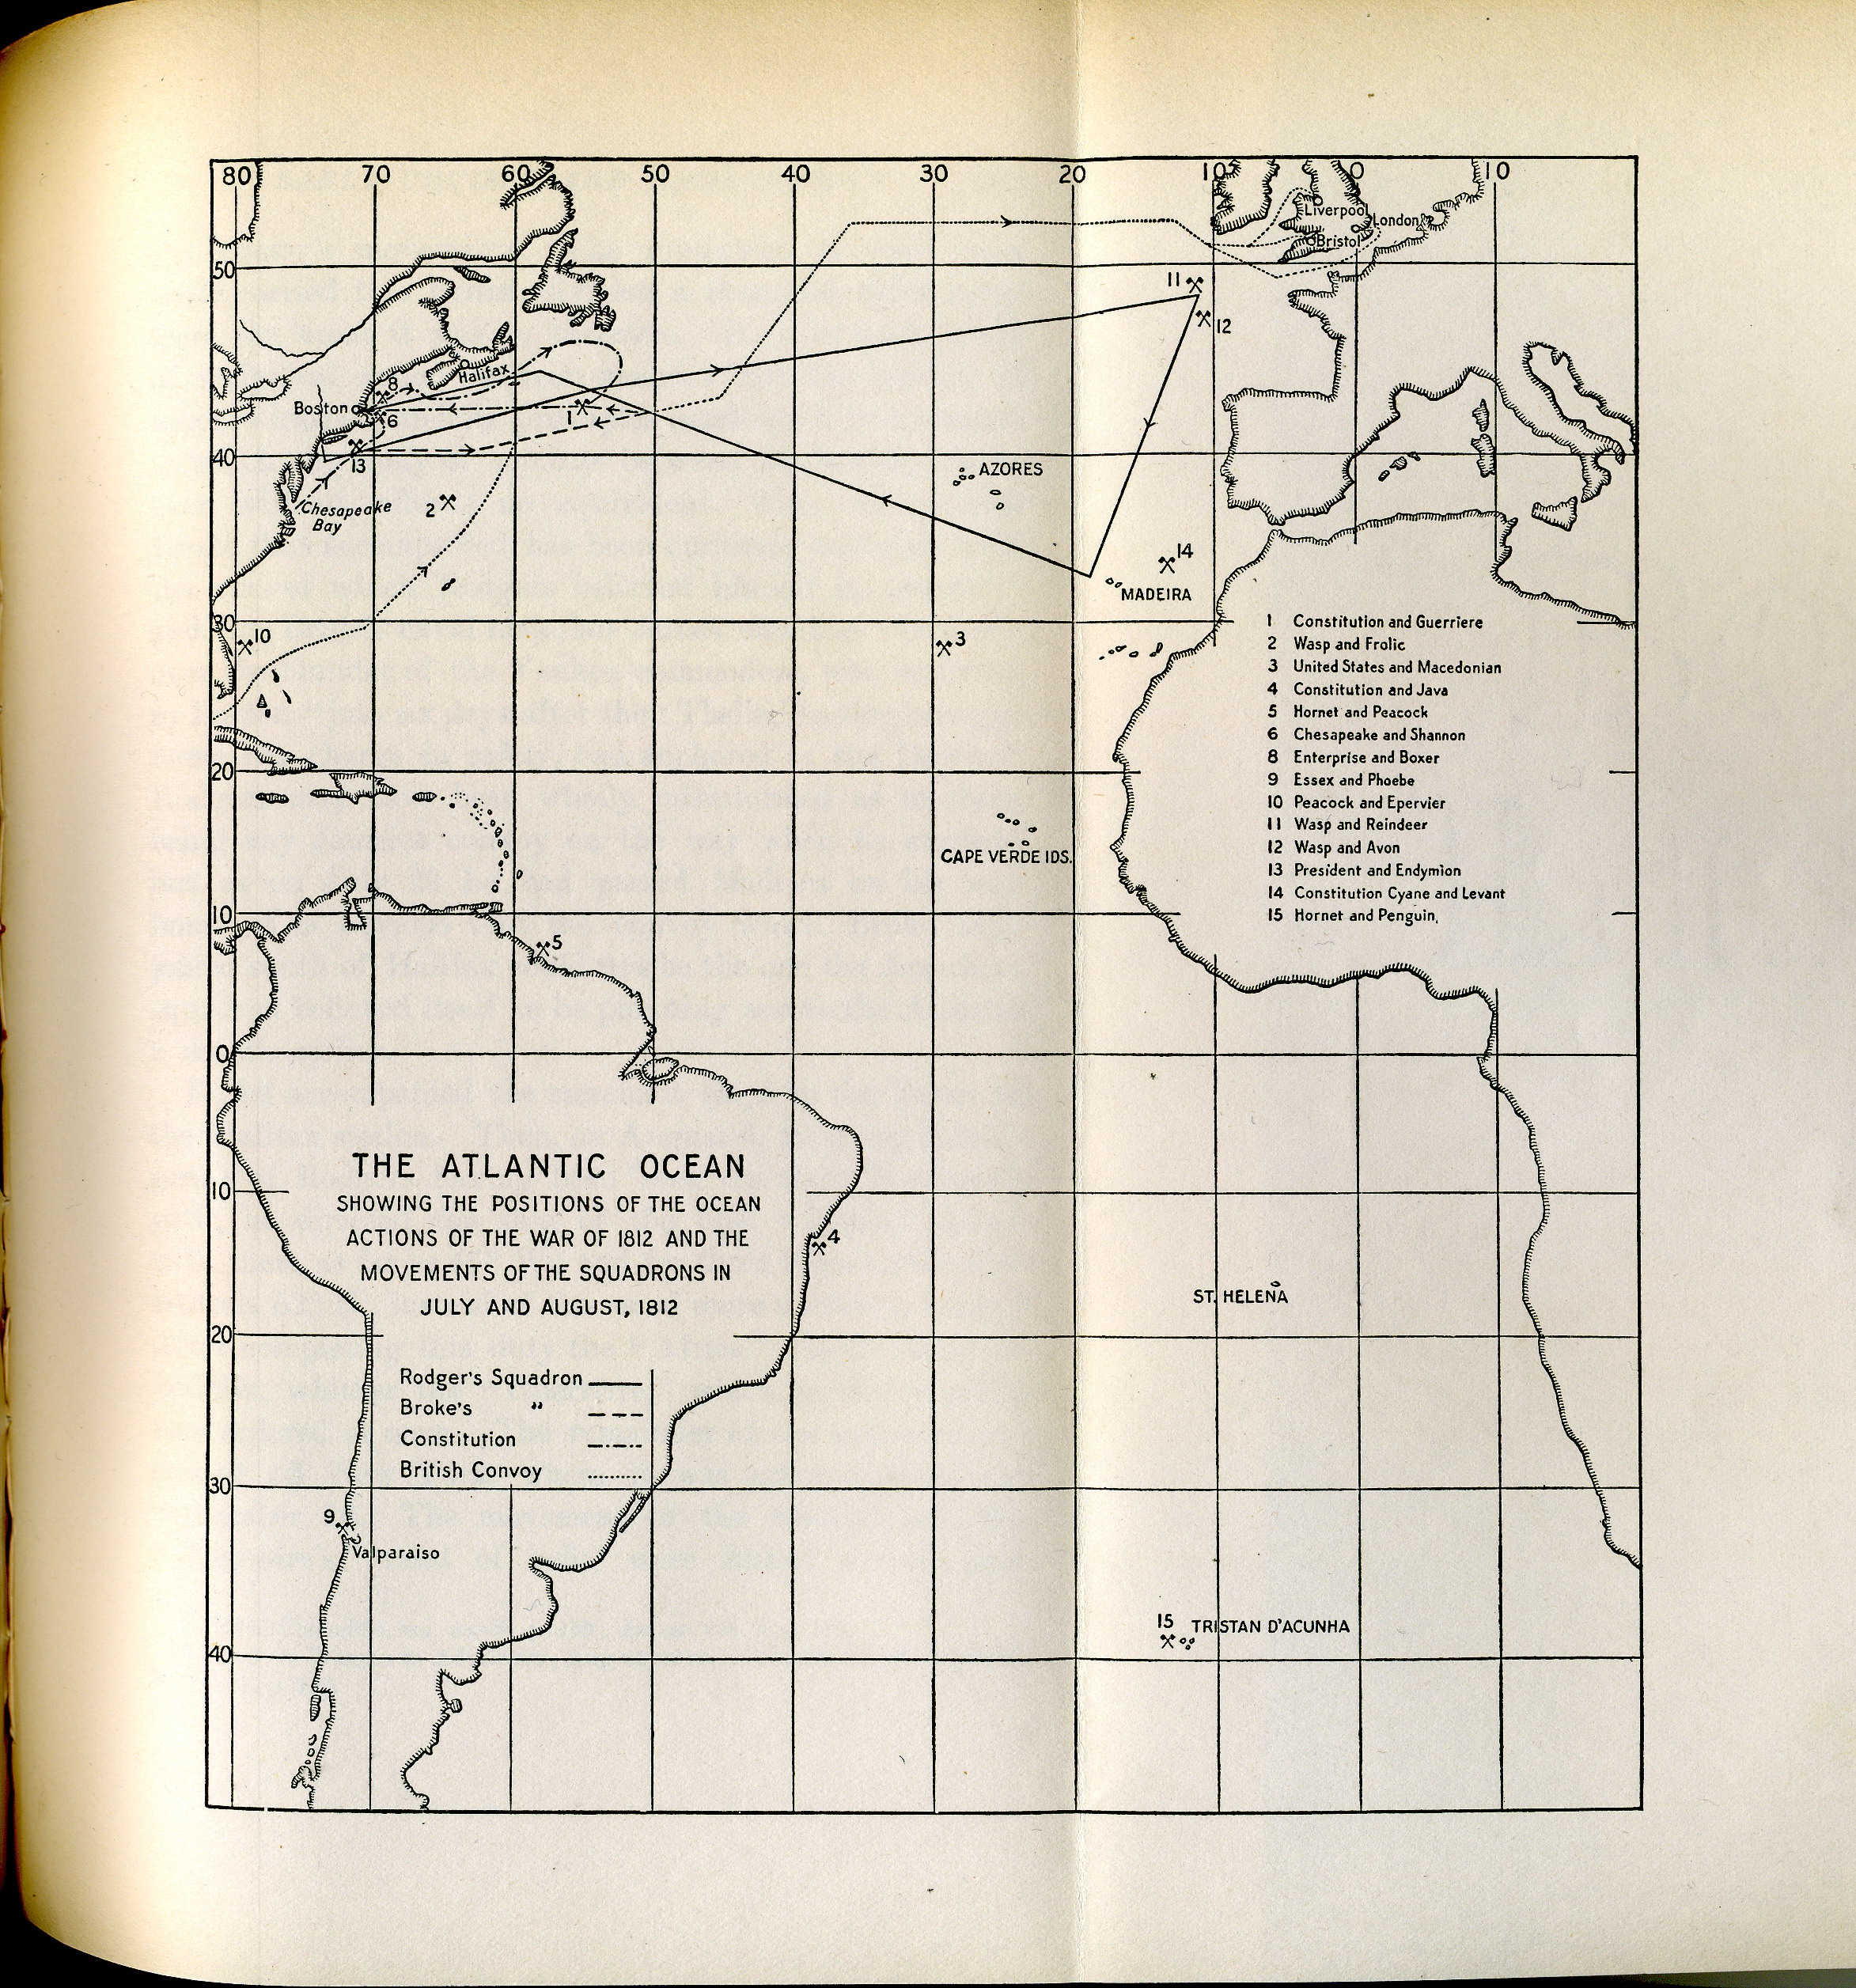 80 70 60 50 40 30 20 10 0 10
Liverpool
London
Bristol
50
11
12
Halifax
8
Boston
1
6
40
13
AZORES
Chesapeake
Bay
2
14
MADEIRA
30
10
3
1 Constitution and Guerriere
2 Wasp and Frolic
3 United States and Macedonian
4 Constitution and Java
5 Hornet and Peacock
6 Chesapeake and Shannon
8 Enterprise and Boxer
9 Essex and Phoebe
10 Peacock and Epervier
11 Wasp and Reindeer
12 Wasp and Avon
13 President and Endymion
14 Constitution Cyane and Levant
15 Hornet and Penguin,
20
CAPE VERDE IDS.
10
5
0
THE ATLANTIC OCEAN
SHOWING THE POSITIONS OF THE OCEAN
ACTIONS OF THE WAR OF 1812 AND THE
MOVEMENTS OF THE SQUADRONS IN
JULY AND AUGUST, 1812
10
4
ST. HELENA
20
Rodger's Squadron
Broke's "
Constitution
British Convoy
30
9
Valparaiso
15
TRISTAN D'ACUNHA
40